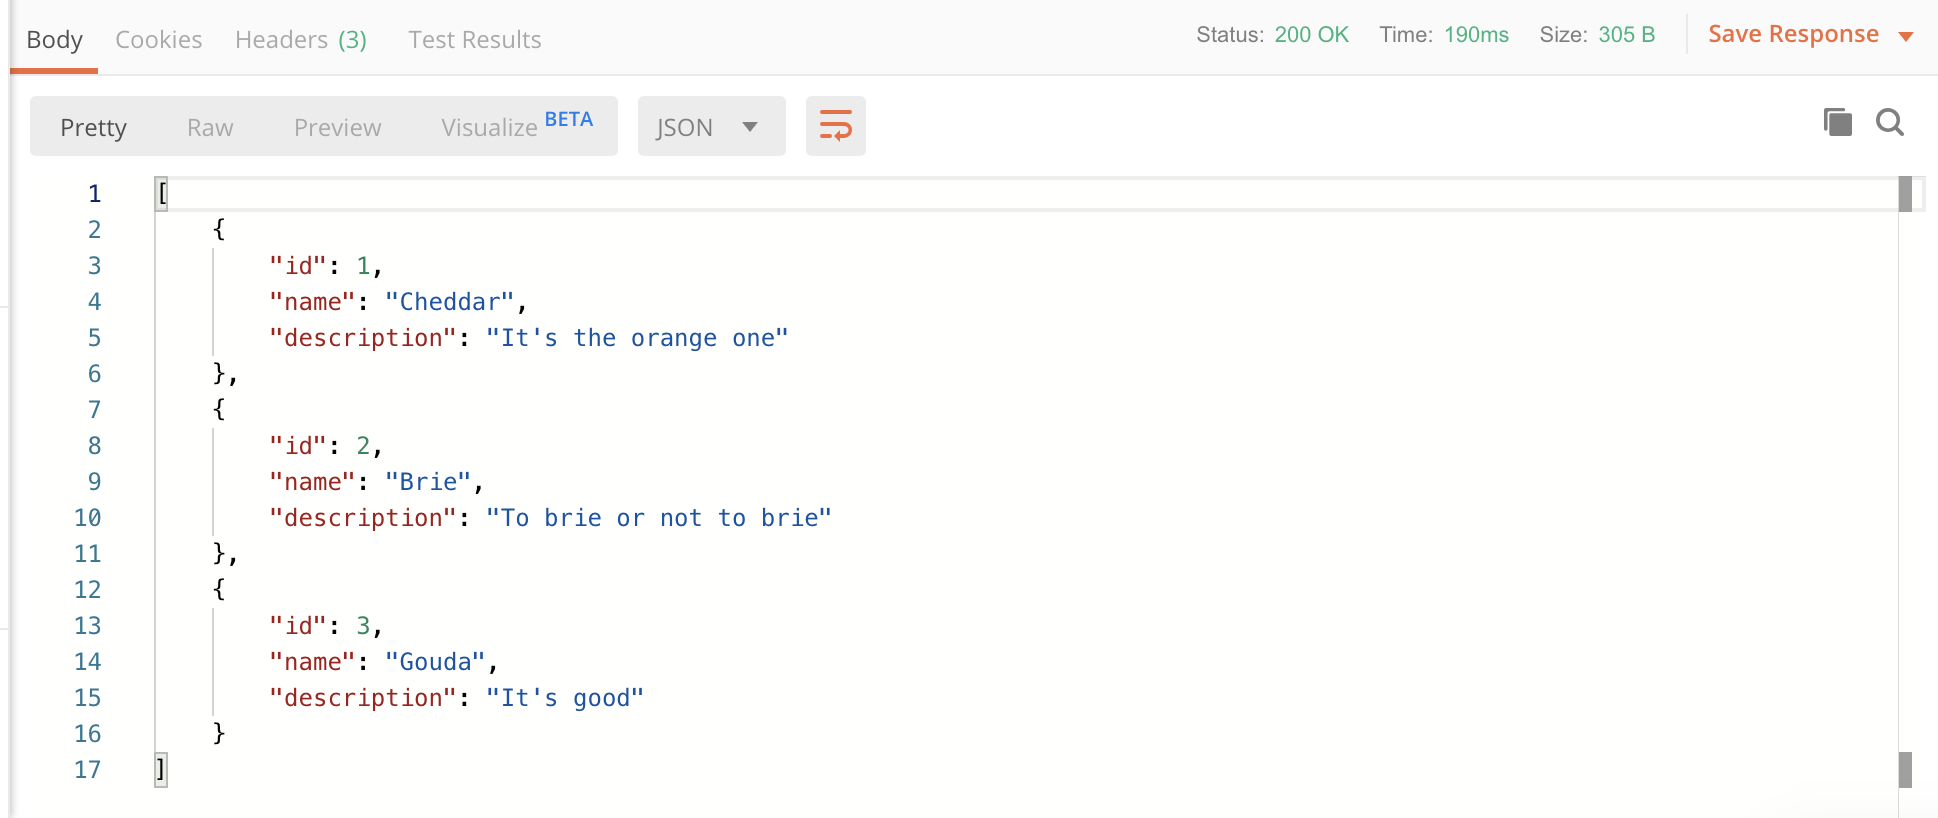 Body Cookies Headers (3) Test Results Status: 200 OK Time: 190ms Size: 305 B Save Response
Pretty Raw Preview Visualize BETA JSON
1 [
2 {
3 "id": 1,
4 "name": "Cheddar",
5 "description": "It's the orange one"
6 },
7 {
8 "id": 2,
9 "name": "Brie",
10 "description": "To brie or not to brie"
11 },
12 {
13 "id": 3,
14 "name": "Gouda",
15 "description": "It's good"
16 }
17 ]